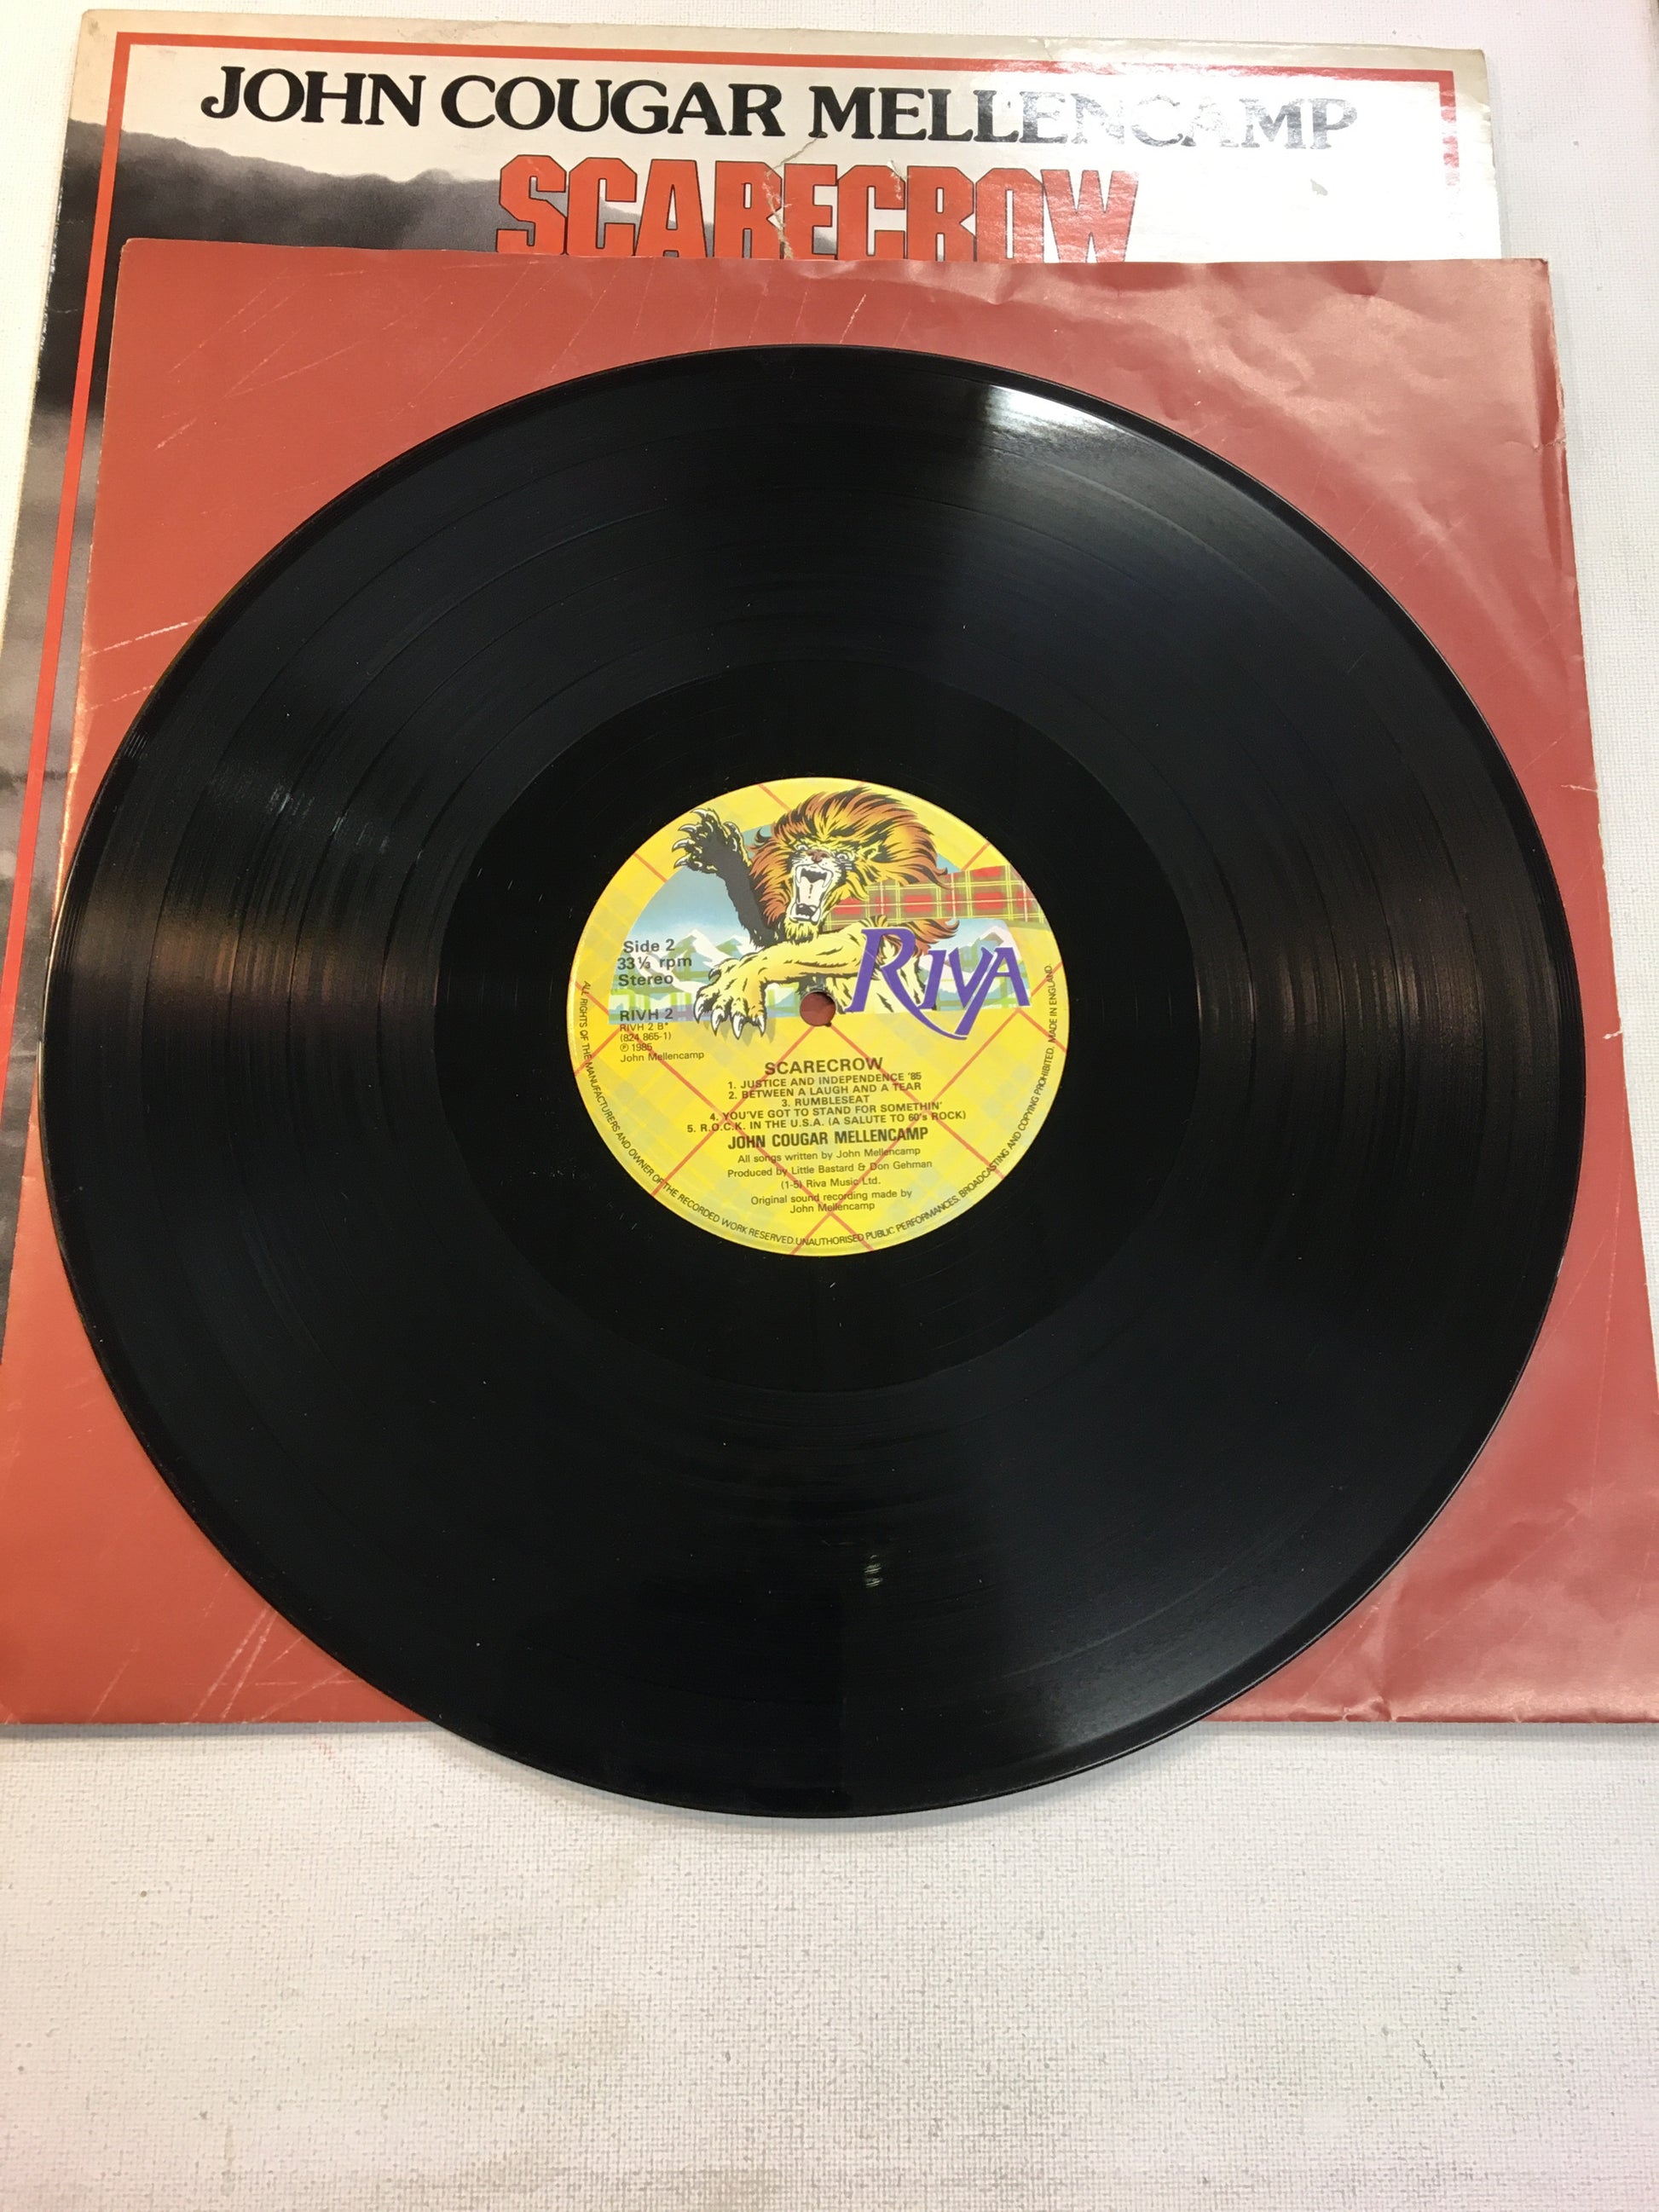 JOHN COUGAR MELLENCAMP
SCARECROW
RIVA
Side 2
33⅓ rpm
Stereo
RIVH 2
RIVH 2 B*
(824 865-1)
℗ 1985
John Mellencamp
SCARECROW
1. JUSTICE AND INDEPENDENCE '85
2. BETWEEN A LAUGH AND A TEAR
3. RUMBLESEAT
4. YOU'VE GOT TO STAND FOR SOMETHIN'
5. R.O.C.K. IN THE U.S.A. (A SALUTE TO 60's ROCK)
JOHN COUGAR MELLENCAMP
All songs written by John Mellencamp
Produced by Little Bastard & Don Gehman
(1-5) Riva Music Ltd.
Original sound recording made by
John Mellencamp
ALL RIGHTS OF THE MANUFACTURERS AND OWNER OF THE RECORDED WORK RESERVED. UNAUTHORISED PUBLIC PERFORMANCES, BROADCASTING AND COPYING PROHIBITED. MADE IN ENGLAND